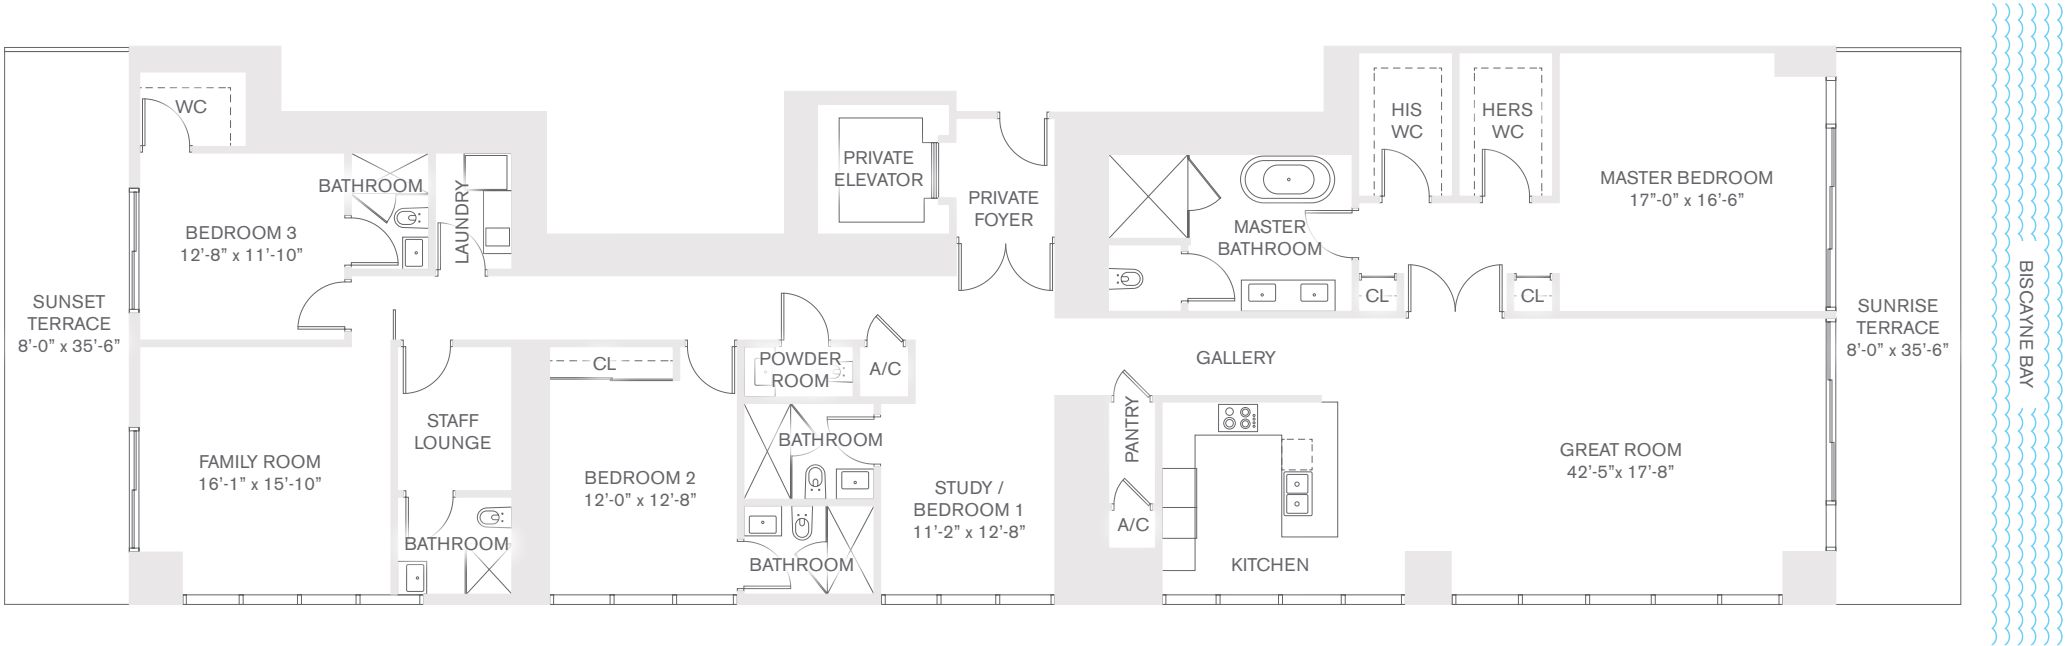 SUNSET
TERRACE
8’-0” x 35’-6”
WC
BEDROOM 3
12’-8” x 11’-10”
BATHROOM
LAUNDRY
FAMILY ROOM
16’-1” x 15’-10”
STAFF
LOUNGE
BATHROOM
CL
BEDROOM 2
12’-0” x 12’-8”
POWDER
ROOM
A/C
BATHROOM
BATHROOM
STUDY /
BEDROOM 1
11’-2” x 12’-8”
PRIVATE
ELEVATOR
PRIVATE
FOYER
MASTER
BATHROOM
HIS
WC
HERS
WC
CL
CL
MASTER BEDROOM
17”-0” x 16’-6”
GALLERY
PANTRY
A/C
KITCHEN
GREAT ROOM
42’-5”x 17’-8”
SUNRISE
TERRACE
8’-0” x 35’-6”
BISCAYNE BAY